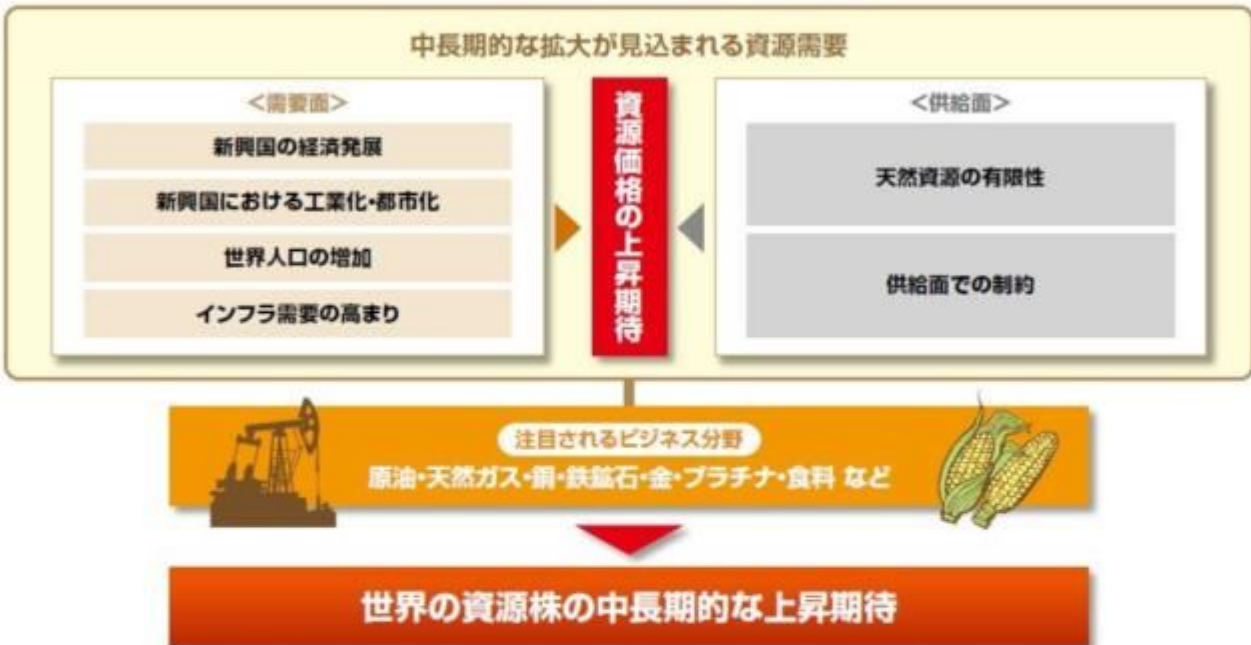 中長期的な拡大が見込まれる資源需要
＜需要面＞
新興国の経済発展
新興国における工業化・都市化
世界人口の増加
インフラ需要の高まり
資源価格の上昇期待
＜供給面＞
天然資源の有限性
供給面での制約
注目されるビジネス分野
原油・天然ガス・銅・鉄鉱石・金・プラチナ・食料 など
世界の資源株の中長期的な上昇期待